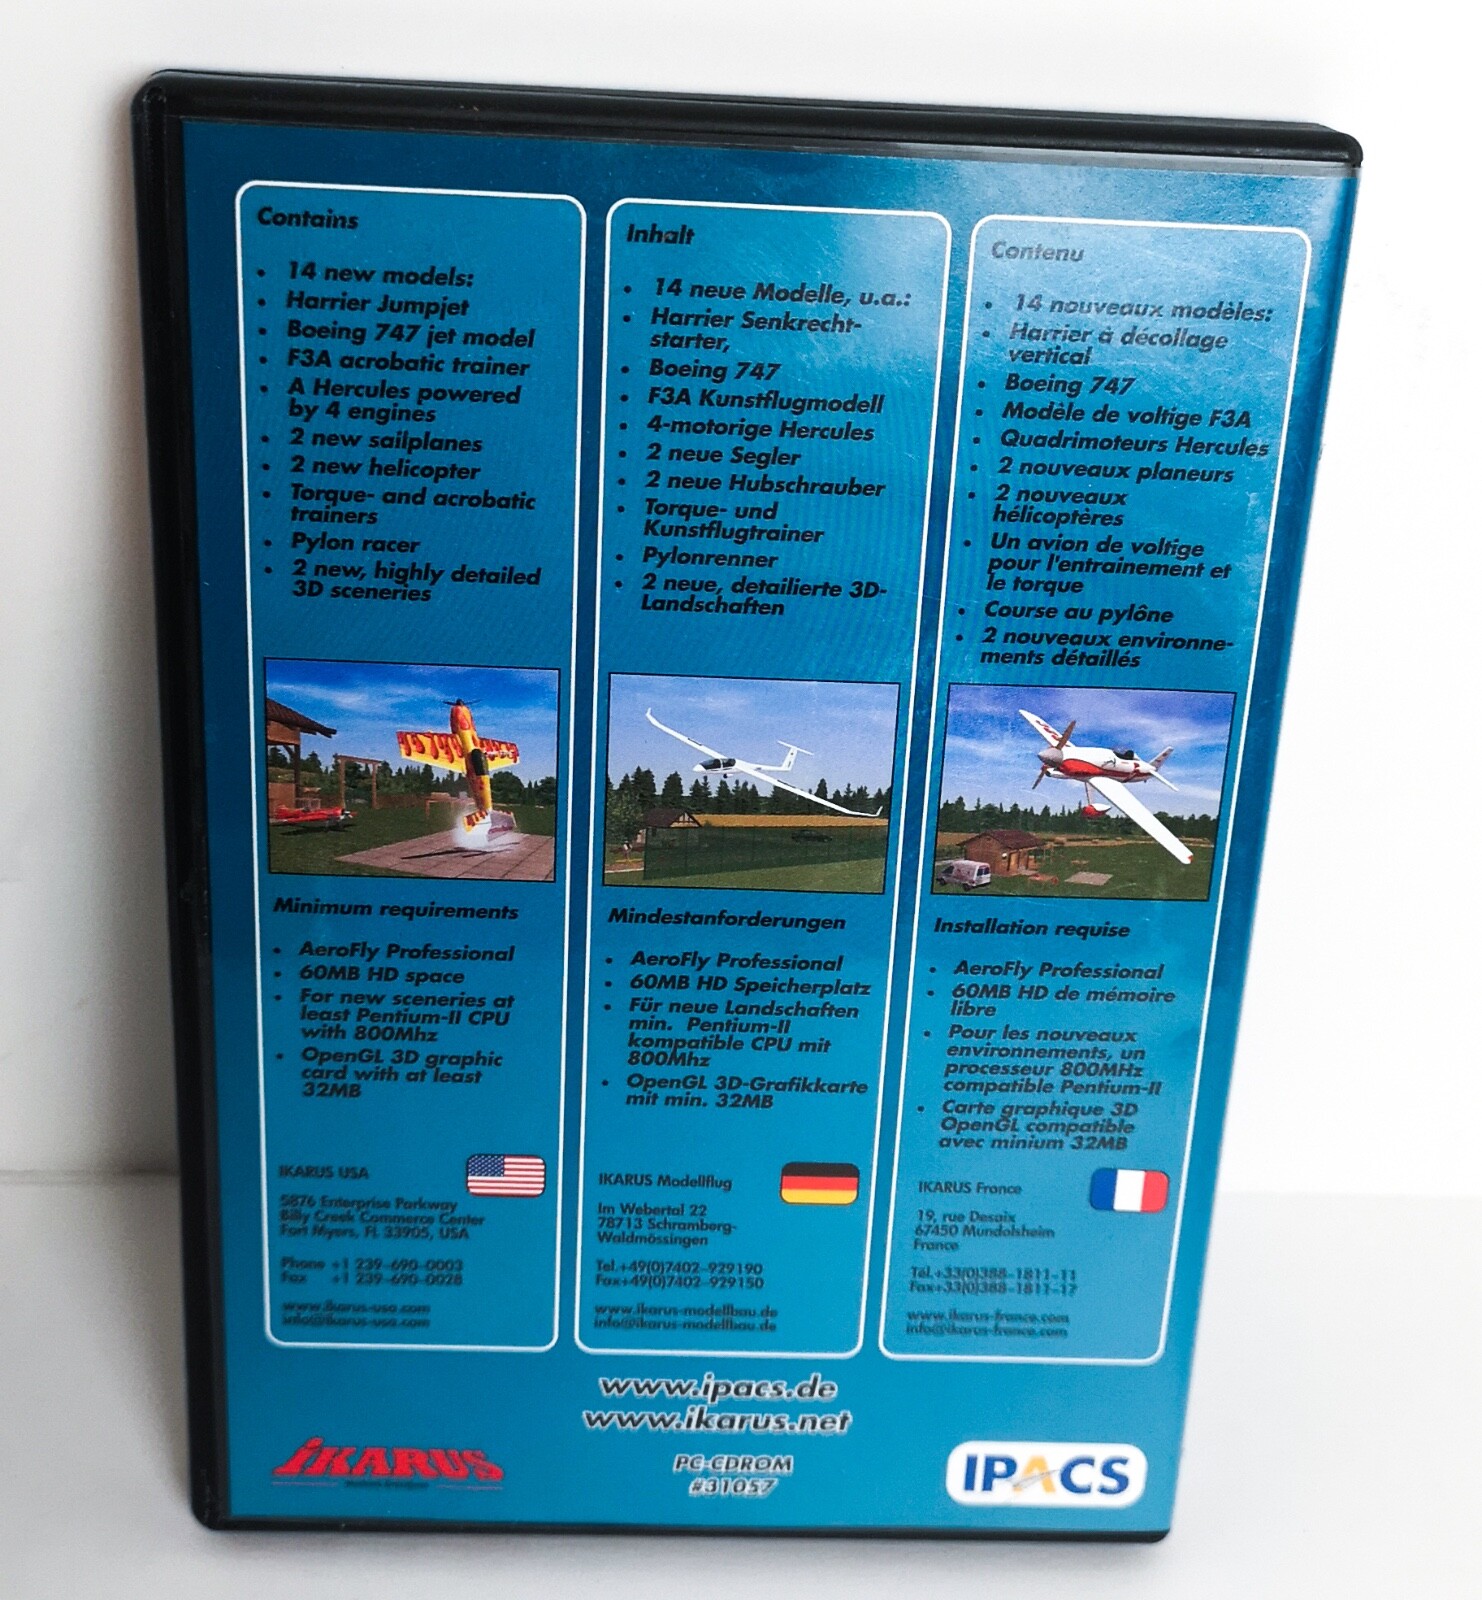 Contains
• 14 new models:
• Harrier Jumpjet
• Boeing 747 jet model
• F3A acrobatic trainer
• A Hercules powered
by 4 engines
• 2 new sailplanes
• 2 new helicopter
• Torque- and acrobatic
trainers
• Pylon racer
• 2 new, highly detailed
3D sceneries
Minimum requirements
• AeroFly Professional
• 60MB HD space
• For new sceneries at
least Pentium-II CPU
with 800Mhz
• OpenGL 3D graphic
card with at least
32MB
IKARUS USA
5876 Enterprise Parkway
Billy Creek Commerce Center
Fort Myers, FL 33905, USA
Phone +1 239-690-0003
Fax +1 239-690-0028
www.ikarus-usa.com
info@ikarus-usa.com
Inhalt
• 14 neue Modelle, u.a.:
• Harrier Senkrecht-
starter,
• Boeing 747
• F3A Kunstflugmodell
• 4-motorige Hercules
• 2 neue Segler
• 2 neue Hubschrauber
• Torque- und
Kunstflugtrainer
• Pylonrenner
• 2 neue, detailierte 3D-
Landschaften
Mindestanforderungen
• AeroFly Professional
• 60MB HD Speicherplatz
• Für neue Landschaften
min. Pentium-II
kompatible CPU mit
800Mhz
• OpenGL 3D-Grafikkarte
mit min. 32MB
IKARUS Modellflug
Im Webertal 22
78713 Schramberg-
Waldmössingen
Tel.+49(0)7402-929190
Fax+49(0)7402-929150
www.ikarus-modellbau.de
info@ikarus-modellbau.de
Contenu
• 14 nouveaux modèles:
• Harrier à décollage
vertical
• Boeing 747
• Modèle de voltige F3A
• Quadrimoteurs Hercules
• 2 nouveaux planeurs
• 2 nouveaux
hélicoptères
• Un avion de voltige
pour l'entrainement et
le torque
• Course au pylône
• 2 nouveaux environne-
ments détaillés
Installation requise
• AeroFly Professional
• 60MB HD de mémoire
libre
• Pour les nouveaux
environnements, un
processeur 800MHz
compatible Pentium-II
• Carte graphique 3D
OpenGL compatible
avec minium 32MB
IKARUS France
19, rue Desaix
67450 Mundolsheim
France
Tél.+33(0)388-1811-11
Fax+33(0)388-1811-17
www.ikarus-france.com
info@ikarus-france.com
www.ipacs.de
www.ikarus.net
PC-CDROM
#31057
iKARUS
IPACS